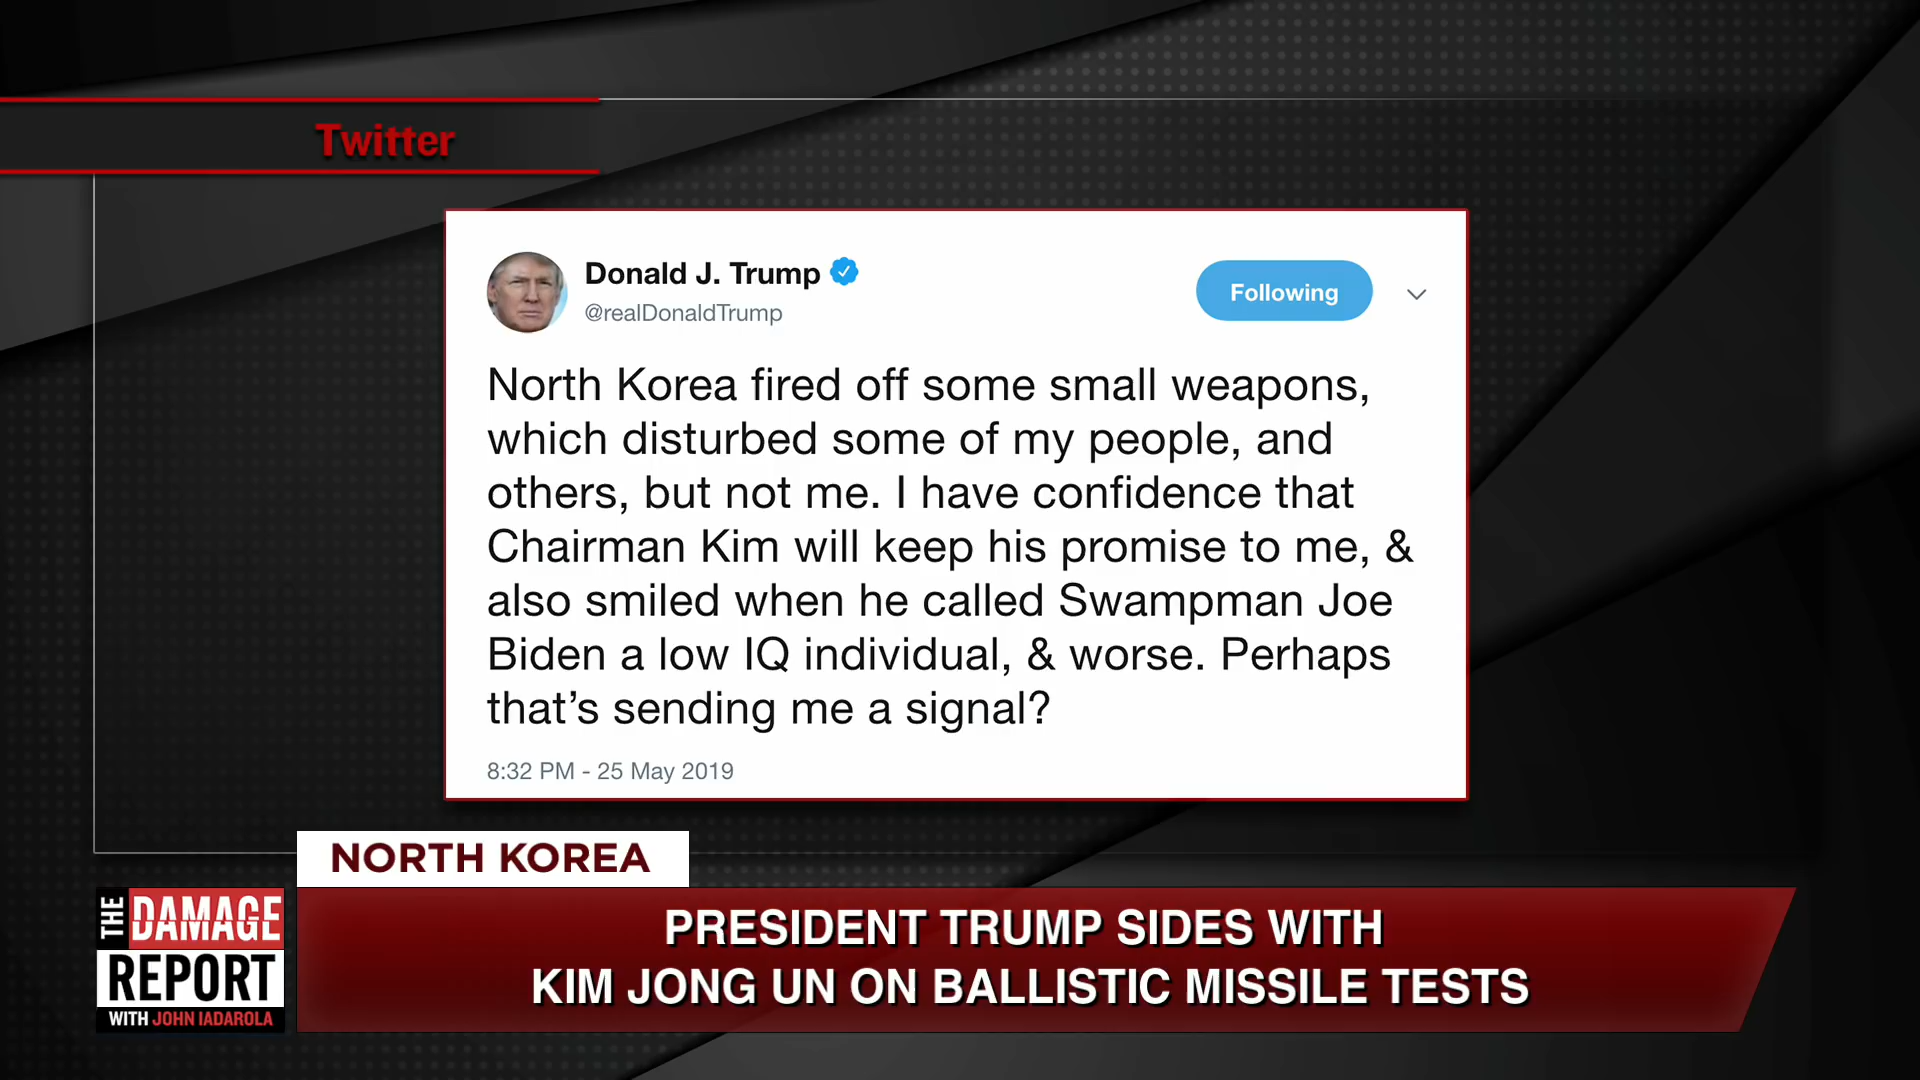 Twitter
Donald J. Trump
@realDonaldTrump
Following
North Korea fired off some small weapons,
which disturbed some of my people, and
others, but not me. I have confidence that
Chairman Kim will keep his promise to me, &
also smiled when he called Swampman Joe
Biden a low IQ individual, & worse. Perhaps
that’s sending me a signal?
8:32 PM - 25 May 2019
NORTH KOREA
PRESIDENT TRUMP SIDES WITH
KIM JONG UN ON BALLISTIC MISSILE TESTS
THE DAMAGE
REPORT
WITH JOHN IADAROLA